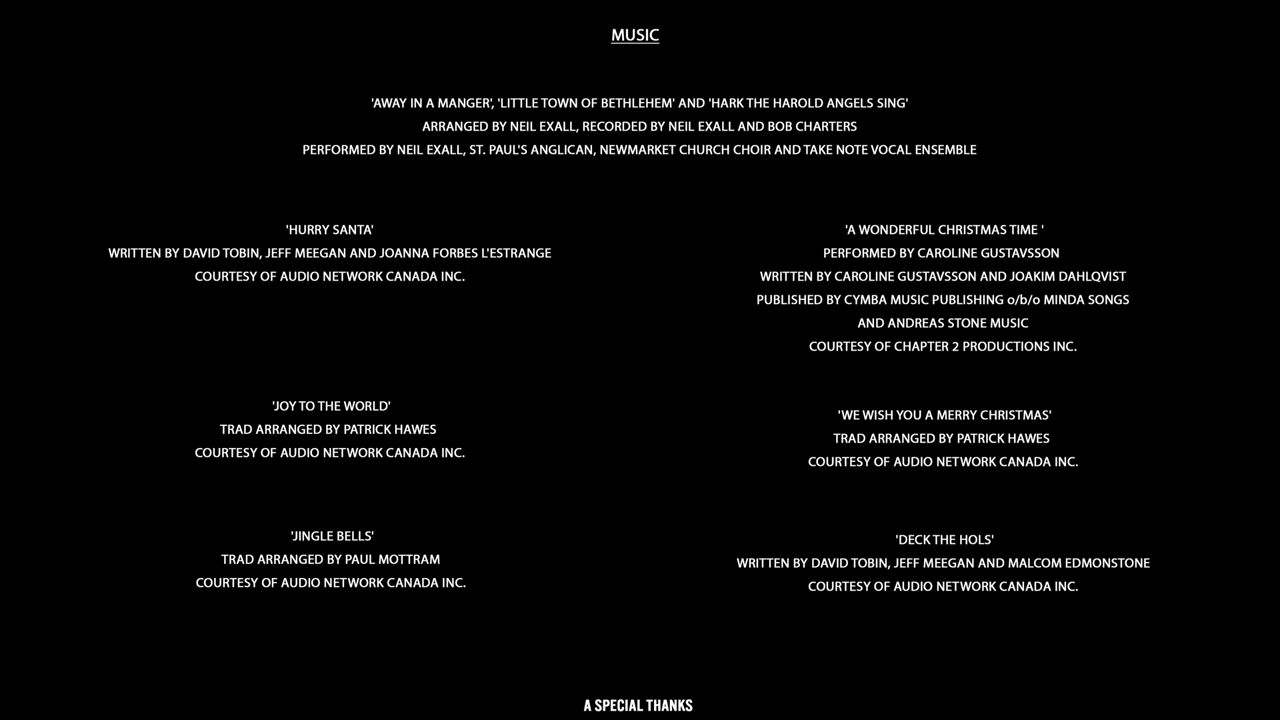 MUSIC
'AWAY IN A MANGER', 'LITTLE TOWN OF BETHLEHEM' AND 'HARK THE HAROLD ANGELS SING'
ARRANGED BY NEIL EXALL, RECORDED BY NEIL EXALL AND BOB CHARTERS
PERFORMED BY NEIL EXALL, ST. PAUL'S ANGLICAN, NEWMARKET CHURCH CHOIR AND TAKE NOTE VOCAL ENSEMBLE
'HURRY SANTA'
WRITTEN BY DAVID TOBIN, JEFF MEEGAN AND JOANNA FORBES L'ESTRANGE
COURTESY OF AUDIO NETWORK CANADA INC.
'A WONDERFUL CHRISTMAS TIME '
PERFORMED BY CAROLINE GUSTAVSSON
WRITTEN BY CAROLINE GUSTAVSSON AND JOAKIM DAHLQVIST
PUBLISHED BY CYMBA MUSIC PUBLISHING o/b/o MINDA SONGS
AND ANDREAS STONE MUSIC
COURTESY OF CHAPTER 2 PRODUCTIONS INC.
'JOY TO THE WORLD'
TRAD ARRANGED BY PATRICK HAWES
COURTESY OF AUDIO NETWORK CANADA INC.
'WE WISH YOU A MERRY CHRISTMAS'
TRAD ARRANGED BY PATRICK HAWES
COURTESY OF AUDIO NETWORK CANADA INC.
'JINGLE BELLS'
TRAD ARRANGED BY PAUL MOTTRAM
COURTESY OF AUDIO NETWORK CANADA INC.
'DECK THE HOLS'
WRITTEN BY DAVID TOBIN, JEFF MEEGAN AND MALCOM EDMONSTONE
COURTESY OF AUDIO NETWORK CANADA INC.
A SPECIAL THANKS